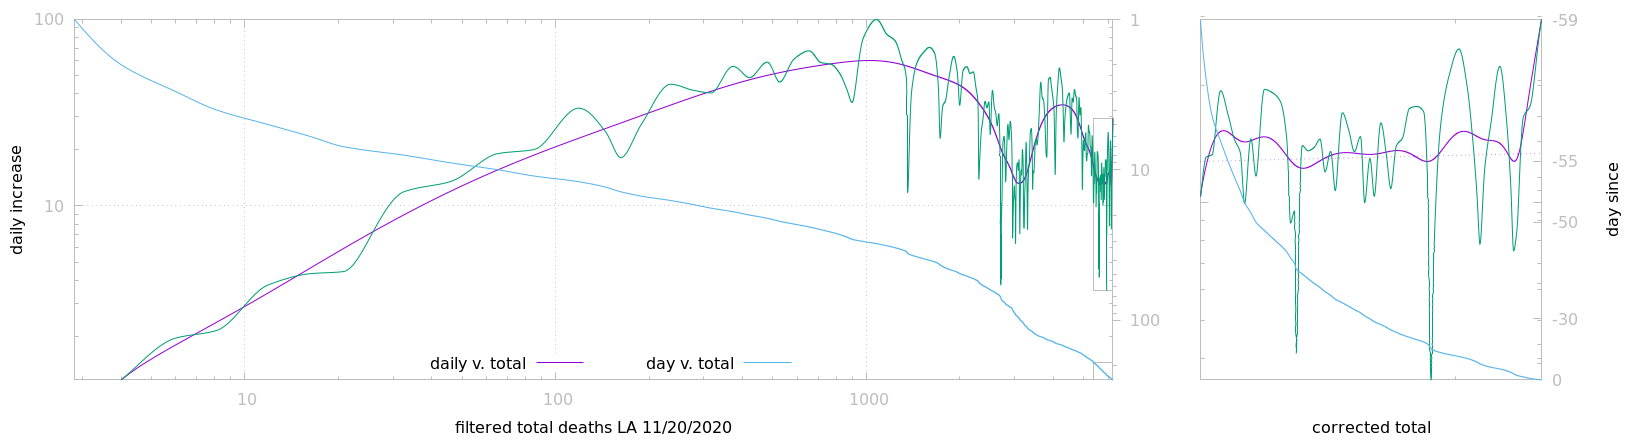 100
10
daily increase
daily v. total
day v. total
10
100
1000
filtered total deaths LA 11/20/2020
1
10
100
-59
-55
-50
-30
0
day since
corrected total